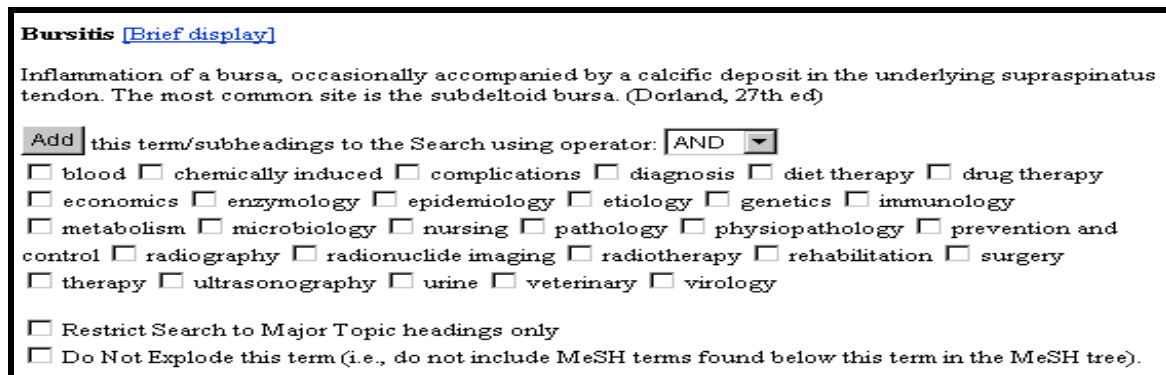 Bursitis [Brief display]
Inflammation of a bursa, occasionally accompanied by a calcific deposit in the underlying supraspinatus
tendon. The most common site is the subdeltoid bursa. (Dorland, 27th ed)
Add this term/subheadings to the Search using operator: AND
blood chemically induced complications diagnosis diet therapy drug therapy
economics enzymology epidemiology etiology genetics immunology
metabolism microbiology nursing pathology physiopathology prevention and
control radiography radionuclide imaging radiotherapy rehabilitation surgery
therapy ultrasonography urine veterinary virology
Restrict Search to Major Topic headings only
Do Not Explode this term (i.e., do not include MeSH terms found below this term in the MeSH tree).